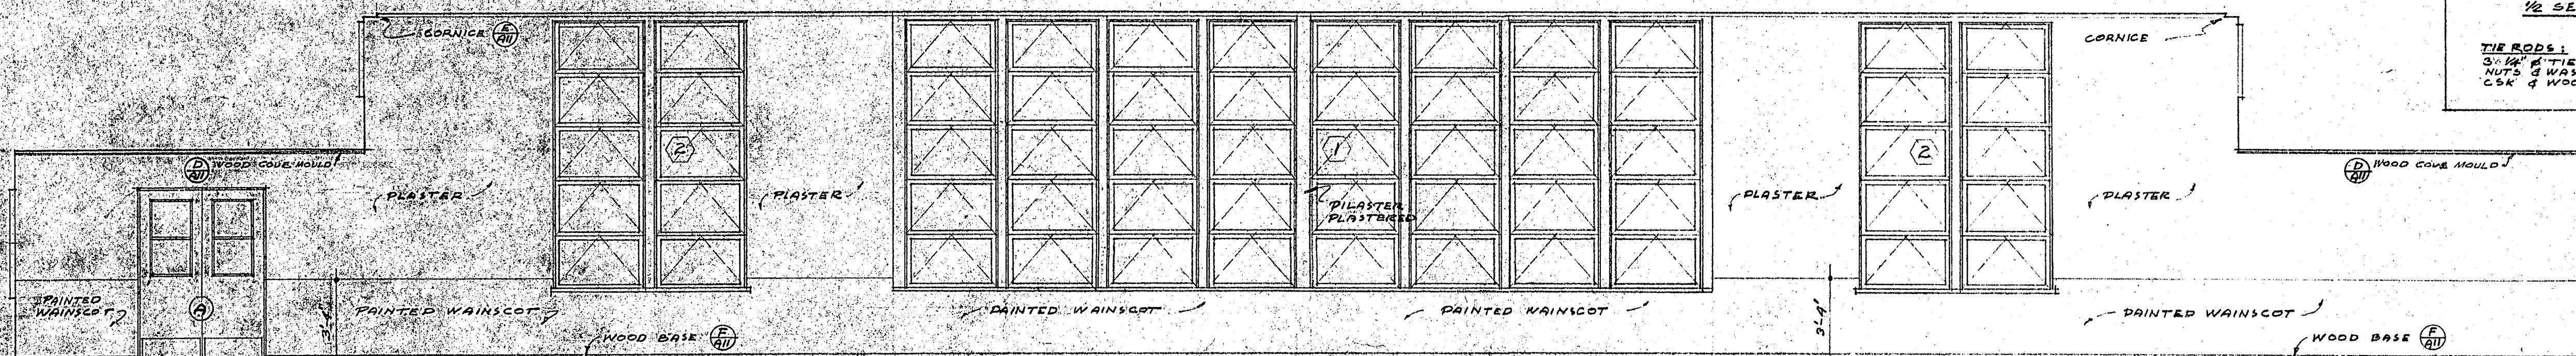 1/2 SE
CORNICE E/A11
CORNICE
TIE RODS:
3'-1/4" Ø TIE
NUTS & WAS
CSK & WOO
D/A11 WOOD COVE MOULD
2
1
2
D/A11 WOOD COVE MOULD
PLASTER
PLASTER
PILASTER
PLASTERED
PLASTER
PLASTER
PAINTED
WAINSCOT
A
3'-4"
PAINTED WAINSCOT
PAINTED WAINSCOT
PAINTED WAINSCOT
3'-4"
PAINTED WAINSCOT
WOOD BASE F/A11
WOOD BASE F/A11